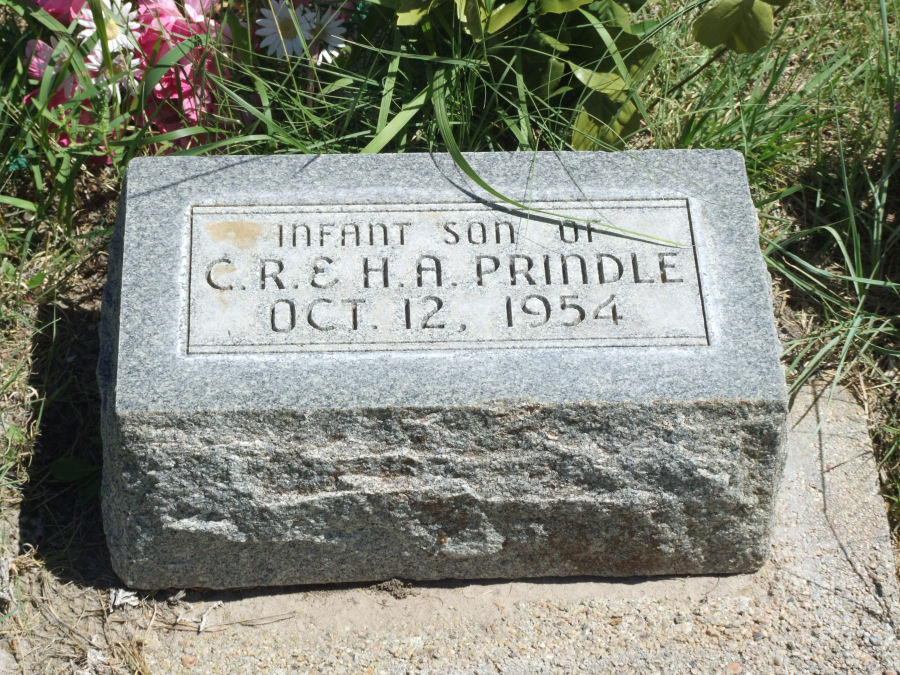 INFANT SON OF
C.R.& H.A. PRINDLE
OCT. 12, 1954